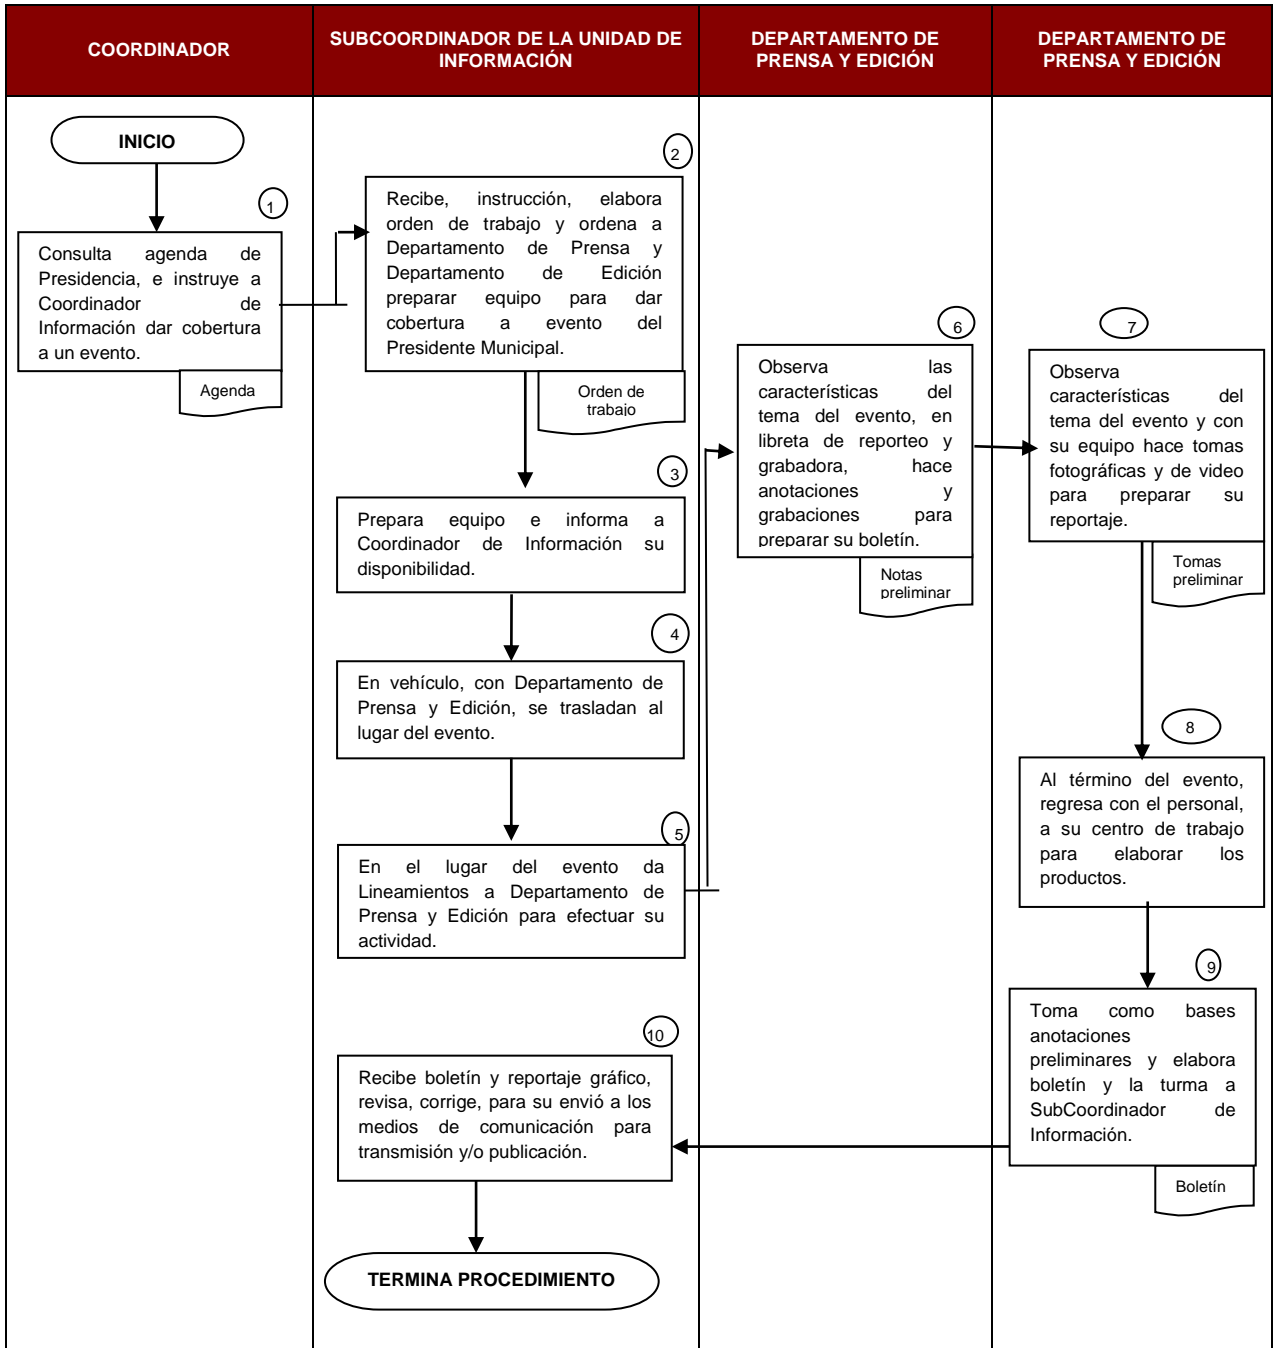 COORDINADOR
SUBCOORDINADOR DE LA UNIDAD DE
INFORMACIÓN
DEPARTAMENTO DE
PRENSA Y EDICIÓN
DEPARTAMENTO DE
PRENSA Y EDICIÓN
INICIO
1
Consulta agenda de
Presidencia, e instruye a
Coordinador de
Información dar cobertura
a un evento.
Agenda
2
Recibe, instrucción, elabora
orden de trabajo y ordena a
Departamento de Prensa y
Departamento de Edición
preparar equipo para dar
cobertura a evento del
Presidente Municipal.
Orden de
trabajo
3
Prepara equipo e informa a
Coordinador de Información su
disponibilidad.
4
En vehículo, con Departamento de
Prensa y Edición, se trasladan al
lugar del evento.
5
En el lugar del evento da
Lineamientos a Departamento de
Prensa y Edición para efectuar su
actividad.
6
Observa las
características del
tema del evento, en
libreta de reporteo y
grabadora, hace
anotaciones y
grabaciones para
preparar su boletín.
Notas
preliminar
7
Observa
características del
tema del evento y con
su equipo hace tomas
fotográficas y de video
para preparar su
reportaje.
Tomas
preliminar
8
Al término del evento,
regresa con el personal,
a su centro de trabajo
para elaborar los
productos.
9
Toma como bases
anotaciones
preliminares y elabora
boletín y la turma a
SubCoordinador de
Información.
Boletín
10
Recibe boletín y reportaje gráfico,
revisa, corrige, para su envió a los
medios de comunicación para
transmisión y/o publicación.
TERMINA PROCEDIMIENTO